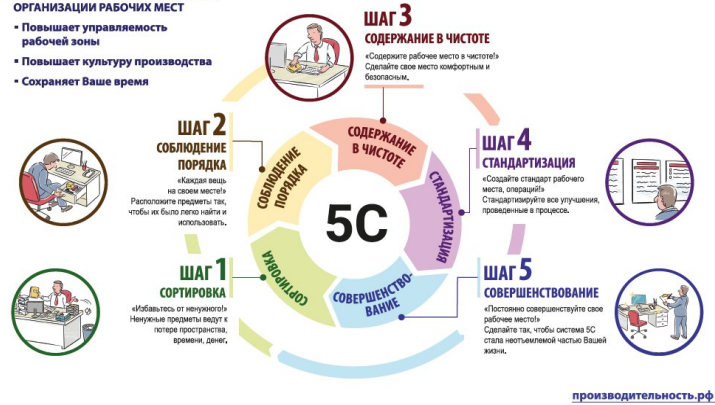 ОРГАНИЗАЦИИ РАБОЧИХ МЕСТ
▪ Повышает управляемость
рабочей зоны
▪ Повышает культуру производства
▪ Сохраняет Ваше время
ШАГ 3
СОДЕРЖАНИЕ В ЧИСТОТЕ
«Содержите рабочее место в чистоте!»
Сделайте свое место комфортным и
безопасным.
ШАГ 2
СОБЛЮДЕНИЕ
ПОРЯДКА
«Каждая вещь
на своем месте!»
Расположите предметы так,
чтобы их было легко найти и
использовать.
ШАГ 4
СТАНДАРТИЗАЦИЯ
«Создайте стандарт рабочего
места, операций!»
Стандартизируйте все улучшения,
проведенные в процессе.
СОДЕРЖАНИЕ
В ЧИСТОТЕ
СОБЛЮДЕНИЕ
ПОРЯДКА
СТАНДАРТИЗАЦИЯ
5С
СОРТИРОВКА
СОВЕРШЕНСТВО-
ВАНИЕ
ШАГ 1
СОРТИРОВКА
«Избавьтесь от ненужного!»
Ненужные предметы ведут к
потере пространства,
времени, денег.
ШАГ 5
СОВЕРШЕНСТВОВАНИЕ
«Постоянно совершенствуйте свое
рабочее место!»
Сделайте так, чтобы система 5С
стала неотъемлемой частью Вашей
жизни.
производительность.рф